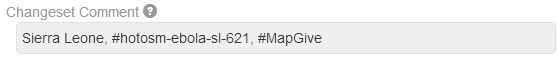 Changeset Comment ?
Sierra Leone, #hotosm-ebola-sl-621, #MapGive